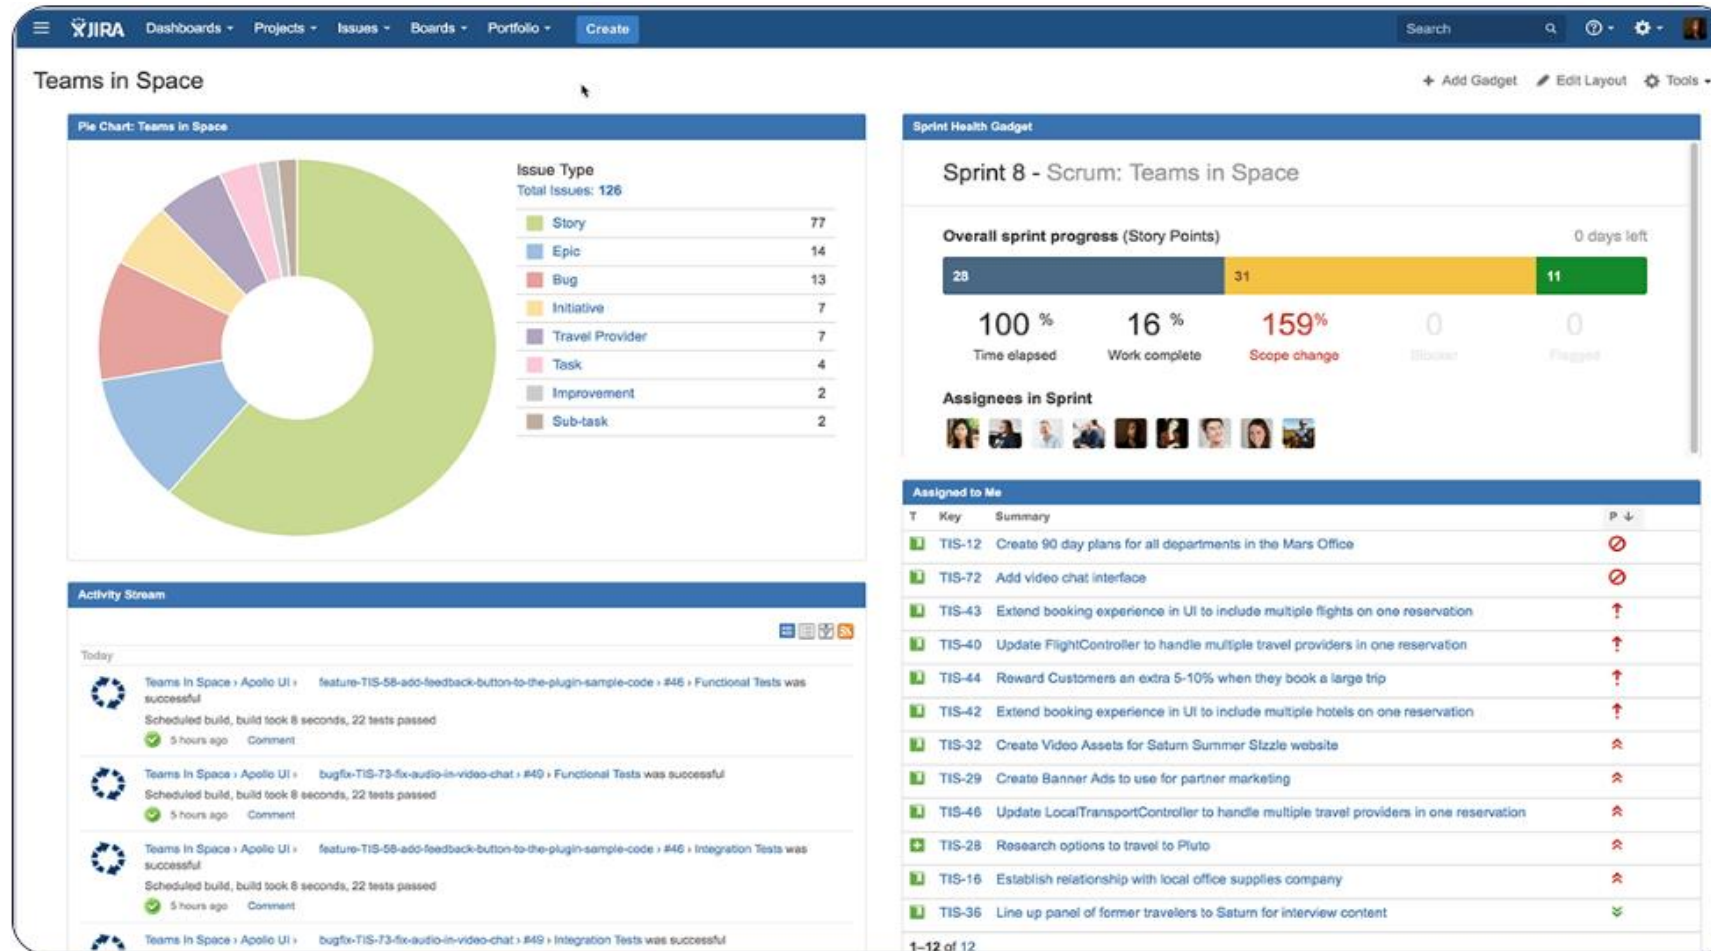 JIRA Dashboards Projects Issues Boards Portfolio Create Search
Teams in Space
+ Add Gadget Edit Layout Tools
Pie Chart: Teams in Space
Issue Type
Total Issues: 126
Story 77
Epic 14
Bug 13
Initiative 7
Travel Provider 7
Task 4
Improvement 2
Sub-task 2
Activity Stream
Today
Teams In Space › Apollo UI › feature-TIS-58-add-feedback-button-to-the-plugin-sample-code › #46 › Functional Tests was
successful
Scheduled build, build took 8 seconds, 22 tests passed
5 hours ago Comment
Teams In Space › Apollo UI › bugfix-TIS-73-fix-audio-in-video-chat › #49 › Functional Tests was successful
Scheduled build, build took 8 seconds, 22 tests passed
5 hours ago Comment
Teams In Space › Apollo UI › feature-TIS-58-add-feedback-button-to-the-plugin-sample-code › #46 › Integration Tests was
successful
Scheduled build, build took 8 seconds, 22 tests passed
5 hours ago Comment
Teams In Space › Apollo UI › bugfix-TIS-73-fix-audio-in-video-chat › #49 › Integration Tests was successful
Sprint Health Gadget
Sprint 8 - Scrum: Teams in Space
Overall sprint progress (Story Points) 0 days left
28 31 11
100 % 16 % 159% 0 0
Time elapsed Work complete Scope change Blocker Flagged
Assignees in Sprint
Assigned to Me
T Key Summary P ↓
TIS-12 Create 90 day plans for all departments in the Mars Office
TIS-72 Add video chat interface
TIS-43 Extend booking experience in UI to include multiple flights on one reservation
TIS-40 Update FlightController to handle multiple travel providers in one reservation
TIS-44 Reward Customers an extra 5-10% when they book a large trip
TIS-42 Extend booking experience in UI to include multiple hotels on one reservation
TIS-32 Create Video Assets for Saturn Summer SIzzle website
TIS-29 Create Banner Ads to use for partner marketing
TIS-46 Update LocalTransportController to handle multiple travel providers in one reservation
TIS-28 Research options to travel to Pluto
TIS-16 Establish relationship with local office supplies company
TIS-36 Line up panel of former travelers to Saturn for interview content
1–12 of 12